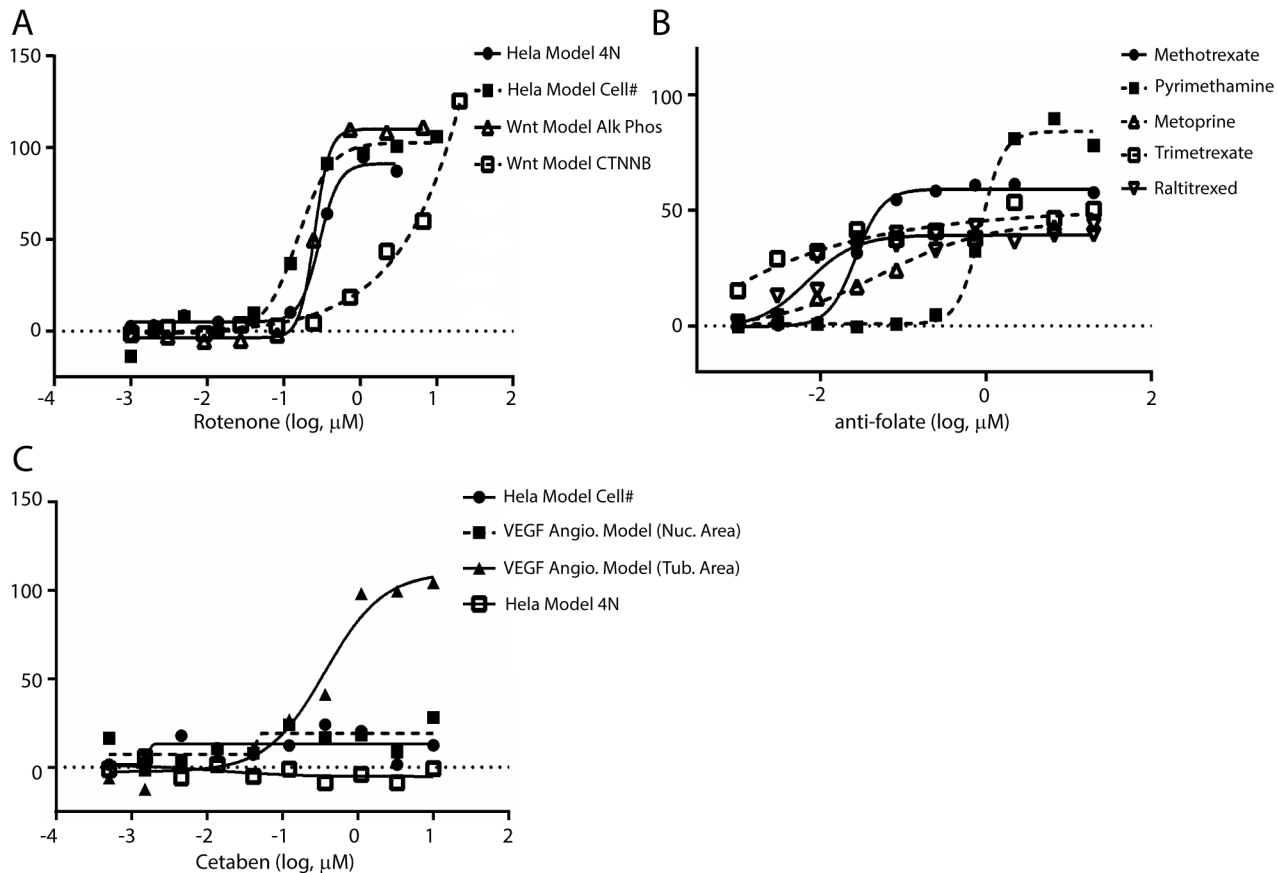 A
150
100
50
0
-4
-3
-2
-1
0
1
2
Rotenone (log, μM)
Hela Model 4N
Hela Model Cell#
Wnt Model Alk Phos
Wnt Model CTNNB
B
100
50
0
-2
0
2
anti-folate (log, μM)
Methotrexate
Pyrimethamine
Metoprine
Trimetrexate
Raltitrexed
C
150
100
50
0
-4
-3
-2
-1
0
1
2
Cetaben (log, μM)
Hela Model Cell#
VEGF Angio. Model (Nuc. Area)
VEGF Angio. Model (Tub. Area)
Hela Model 4N